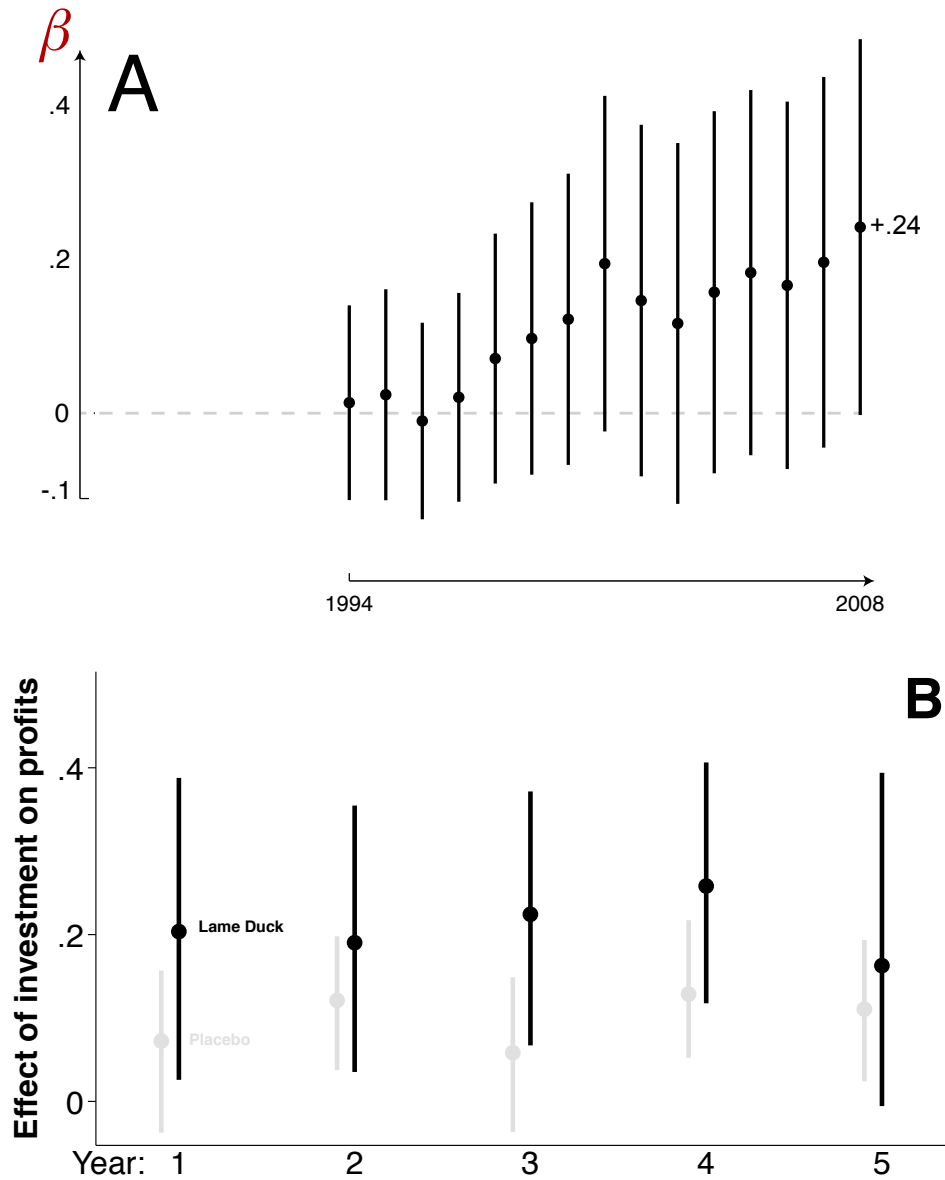 β
A
.4
.2
0
-.1
+.24
1994
2008
B
Effect of investment on profits
.4
.2
0
Lame Duck
Placebo
Year: 1 2 3 4 5